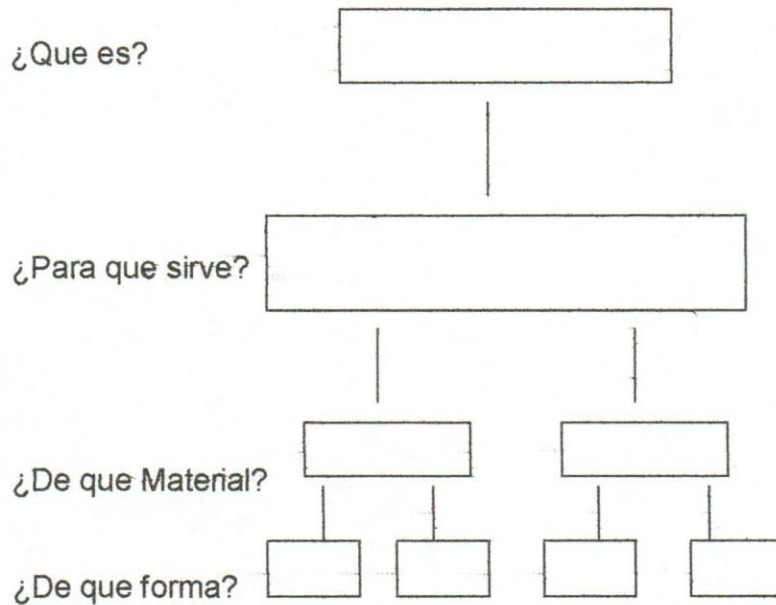 ¿Que es?
¿Para que sirve?
¿De que Material?
¿De que forma?